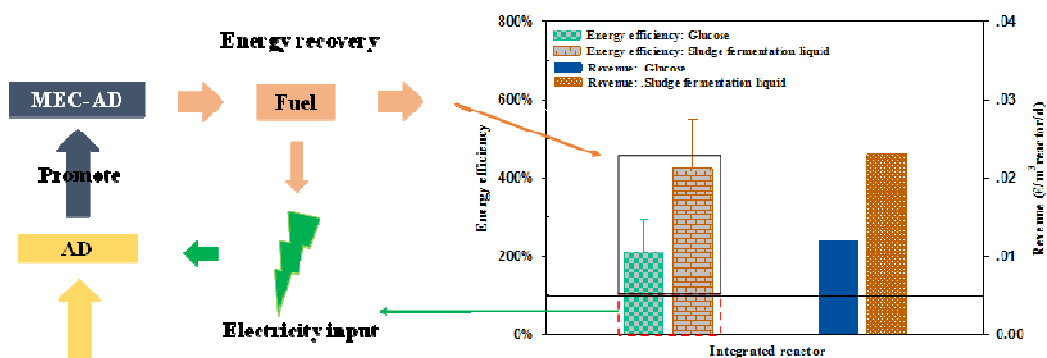 Energy recovery
MEC-AD
Fuel
Promote
AD
Electricity input
800%
600%
400%
200%
0%
Energy efficiency
Energy efficiency: Glucose
Energy efficiency: Sludge fermentation liquid
Revenue: Glucose
Revenue: .Sludge fermentation liquid
.04
.03
.02
.01
0.00
reactor/d)
Revenue
Integrated reactor